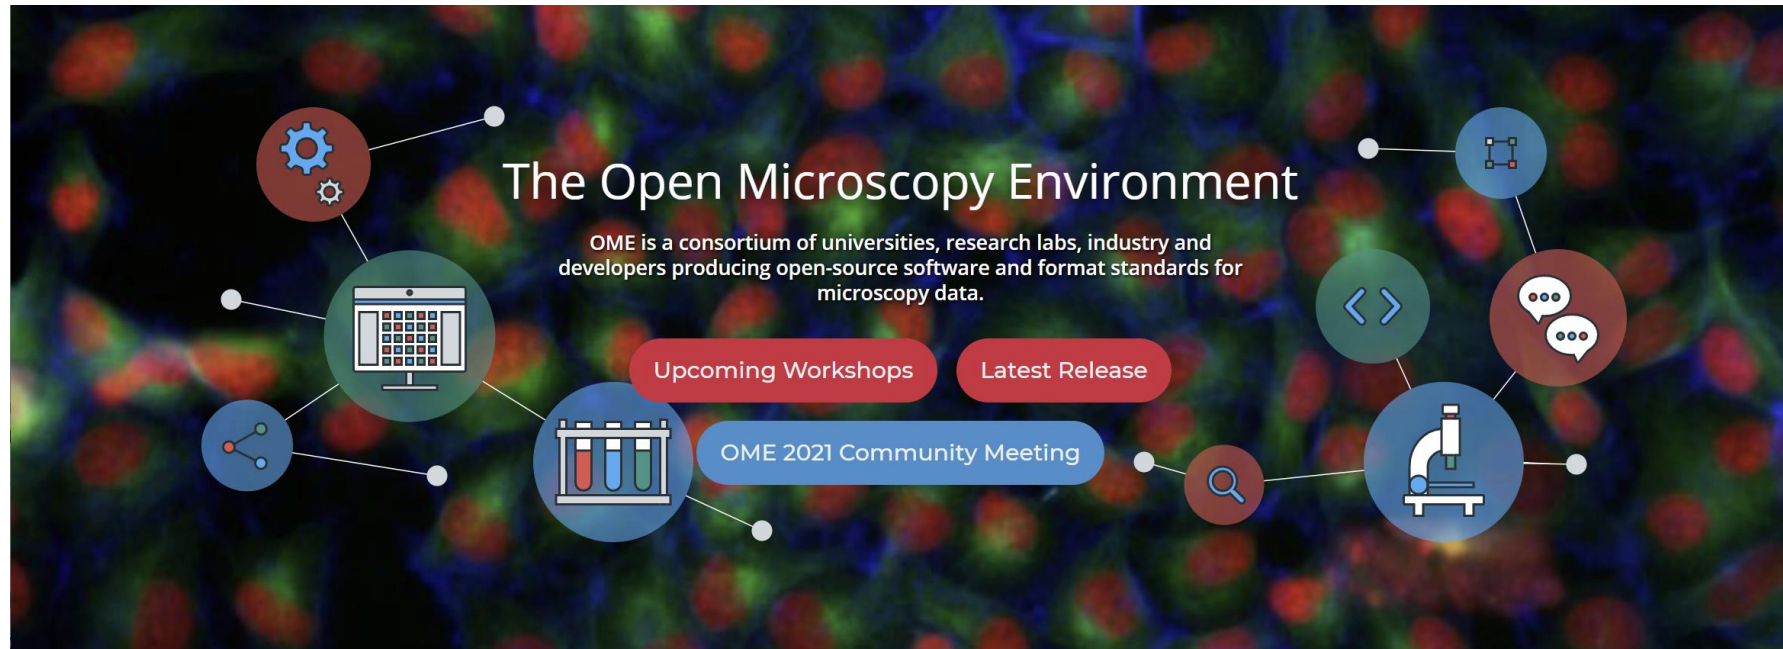 The Open Microscopy Environment
OME is a consortium of universities, research labs, industry and
developers producing open-source software and format standards for
microscopy data.
Upcoming Workshops
Latest Release
OME 2021 Community Meeting